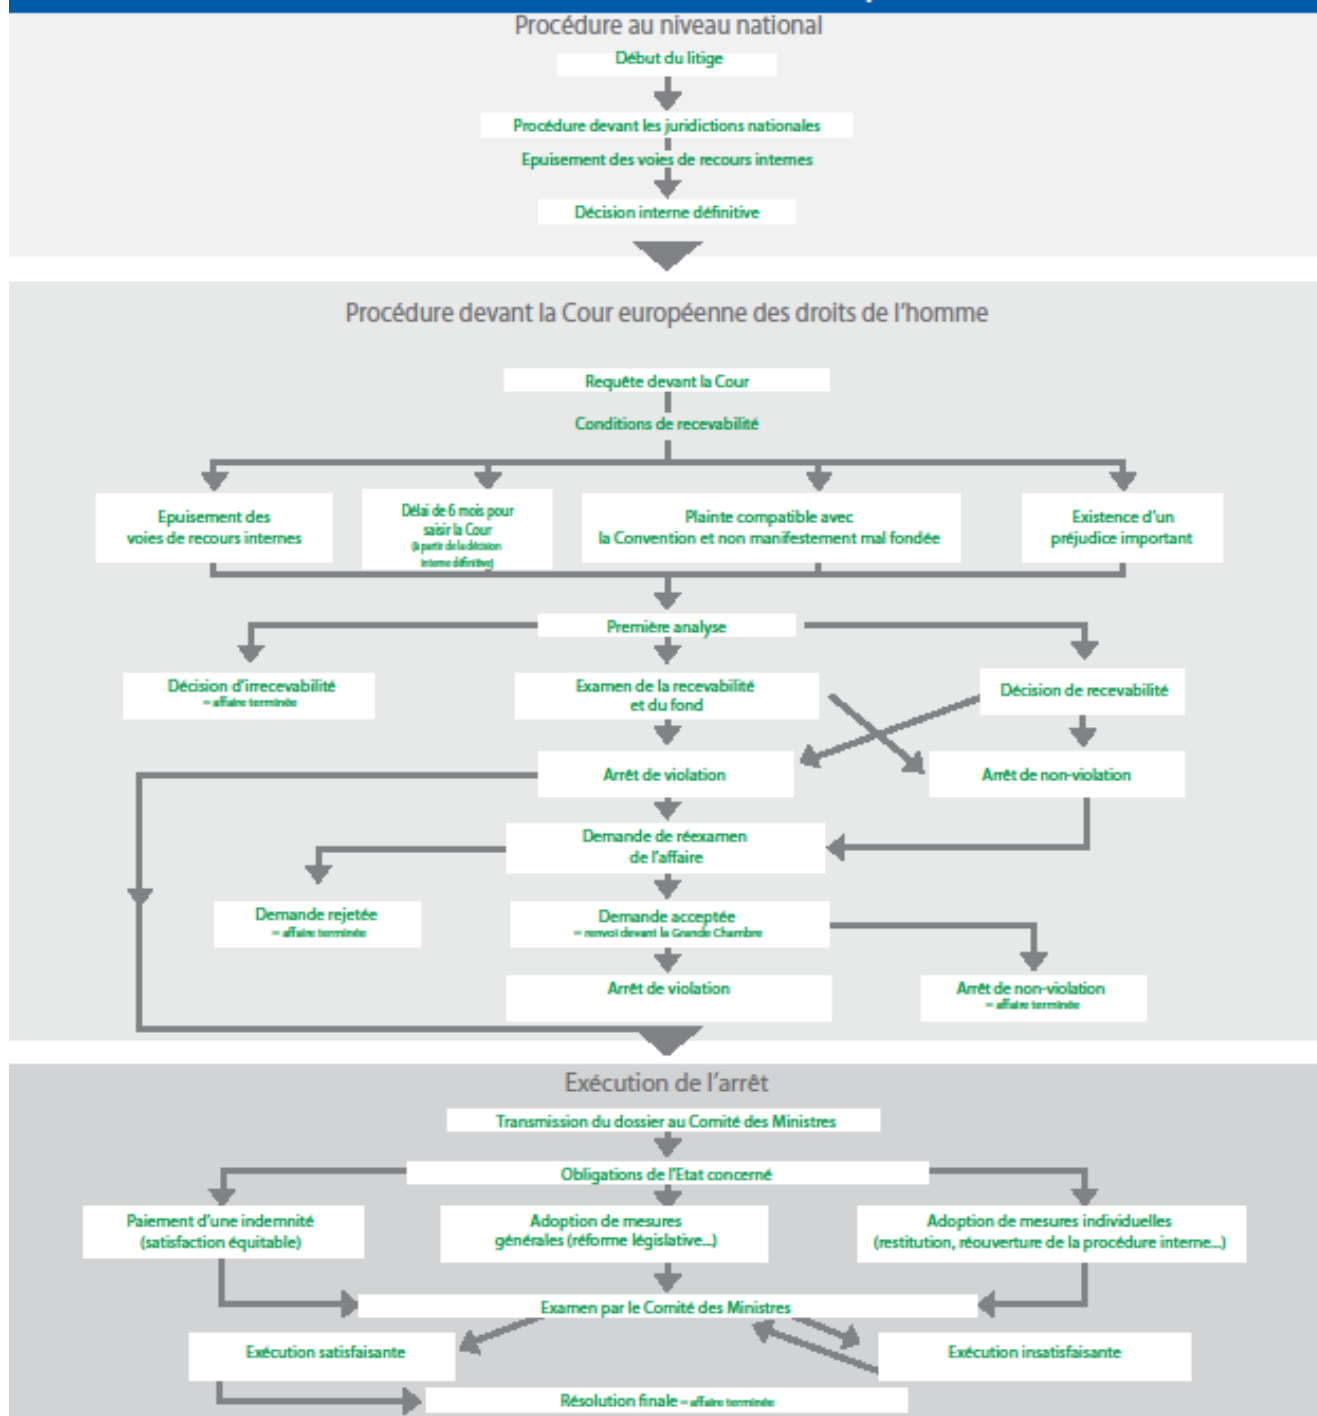 Procédure au niveau national
Début du litige
Procédure devant les juridictions nationales
Epuisement des voies de recours internes
Décision interne définitive
Procédure devant la Cour européenne des droits de l'homme
Requête devant la Cour
Conditions de recevabilité
Epuisement des
voies de recours internes
Délai de 6 mois pour
saisir la Cour
(à partir de la décision
interne définitive)
Plainte compatible avec
la Convention et non manifestement mal fondée
Existence d'un
préjudice important
Première analyse
Décision d'irrecevabilité
= affaire terminée
Examen de la recevabilité
et du fond
Décision de recevabilité
Arrêt de violation
Arrêt de non-violation
Demande de réexamen
de l'affaire
Demande rejetée
= affaire terminée
Demande acceptée
= renvoi devant la Grande Chambre
Arrêt de violation
Arrêt de non-violation
= affaire terminée
Exécution de l'arrêt
Transmission du dossier au Comité des Ministres
Obligations de l'Etat concerné
Paiement d'une indemnité
(satisfaction équitable)
Adoption de mesures
générales (réforme législative...)
Adoption de mesures individuelles
(restitution, réouverture de la procédure interne...)
Examen par le Comité des Ministres
Exécution satisfaisante
Exécution insatisfaisante
Résolution finale = affaire terminée